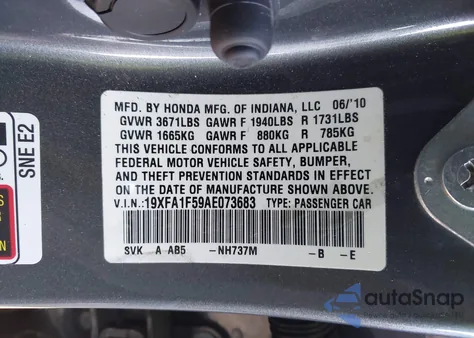 MFD. BY HONDA MFG. OF INDIANA, LLC 06/'10
GVWR 3671LBS GAWR F 1940LBS R 1731LBS
GVWR 1665KG GAWR F 880KG R 785KG
THIS VEHICLE CONFORMS TO ALL APPLICABLE
FEDERAL MOTOR VEHICLE SAFETY, BUMPER,
AND THEFT PREVENTION STANDARDS IN EFFECT
ON THE DATE OF MANUFACTURE SHOWN ABOVE.
V.I.N.:19XFA1F59AE073683 TYPE: PASSENGER CAR
SVK A AB5 -NH737M -B -E
SNE E2
autoSnap